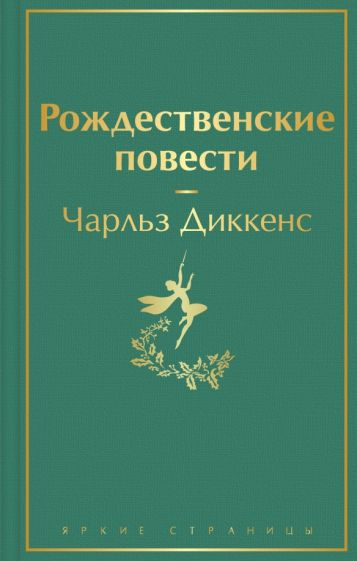 Рождественские
повести
Чарльз Диккенс
ЯРКИЕ СТРАНИЦЫ